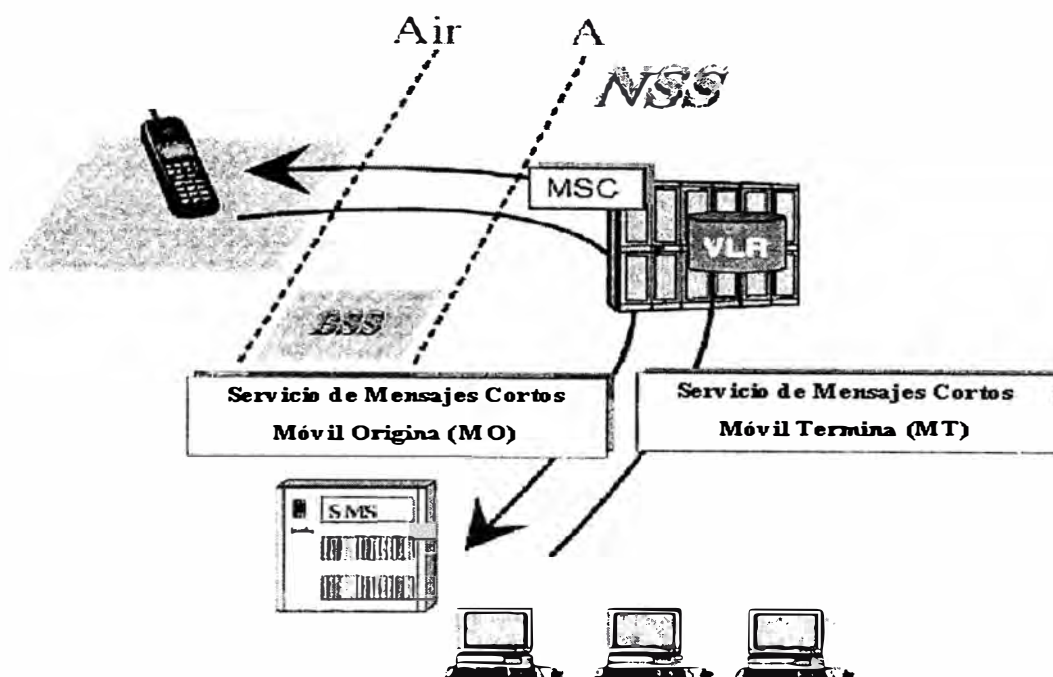 Air
A
NSS
MSC
VLR
BSS
Servicio de Mensajes Cortos
Móvil Origina (MO)
Servicio de Mensajes Cortos
Móvil Termina (MT)
SMS